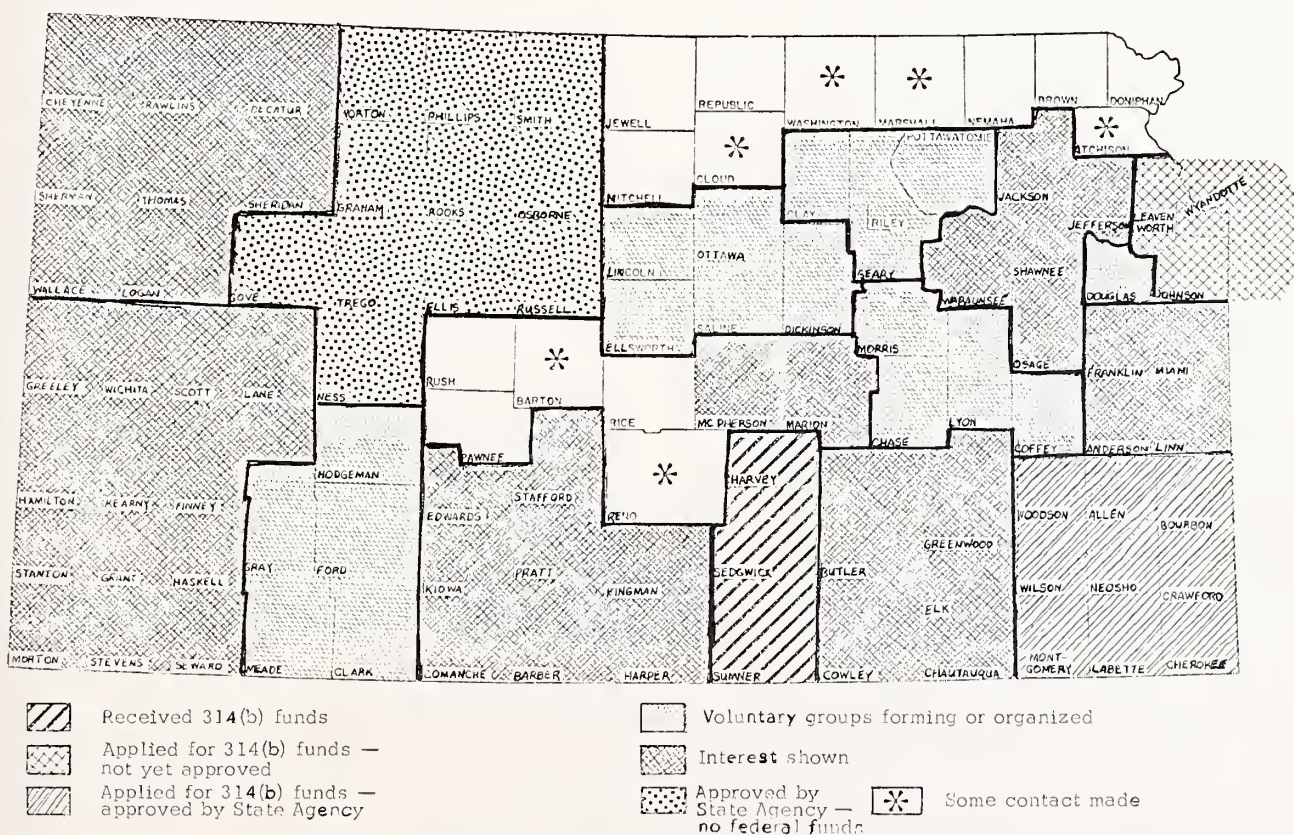 CHEYENNE RAWLINS DECATUR NORTON PHILLIPS SMITH JEWELL REPUBLIC WASHINGTON MARSHALL NEMAHA BROWN DONIPHAN
CLOUD POTTAWATOMIE ATCHISON
SHERMAN THOMAS SHERIDAN GRAHAM ROOKS OSBORNE MITCHELL CLAY RILEY JACKSON JEFFERSON LEAVEN
WORTH
WYANDOTTE
WALLACE LOGAN GOVE TREGO ELLIS RUSSELL LINCOLN OTTAWA GEARY SHAWNEE WABAUNSEE DOUGLAS JOHNSON
ELLSWORTH SALINE DICKINSON MORRIS OSAGE
GREELEY WICHITA SCOTT LANE NESS RUSH BARTON RICE MC PHERSON MARION CHASE LYON COFFEY FRANKLIN MIAMI
ANDERSON LINN
HODGEMAN PAWNEE
HAMILTON KEARNY FINNEY EDWARDS STAFFORD RENO HARVEY GREENWOOD WOODSON ALLEN BOURBON
STANTON GRANT HASKELL GRAY FORD KIOWA PRATT KINGMAN SEDGWICK BUTLER ELK WILSON NEOSHO CRAWFORD
MORTON STEVENS SEWARD MEADE CLARK COMANCHE BARBER HARPER SUMNER COWLEY CHAUTAUQUA MONT-
GOMERY LABETTE CHEROKEE
Received 314(b) funds
Applied for 314(b) funds —
not yet approved
Applied for 314(b) funds —
approved by State Agency
Voluntary groups forming or organized
Interest shown
Approved by
State Agency —
no federal funds
Some contact made